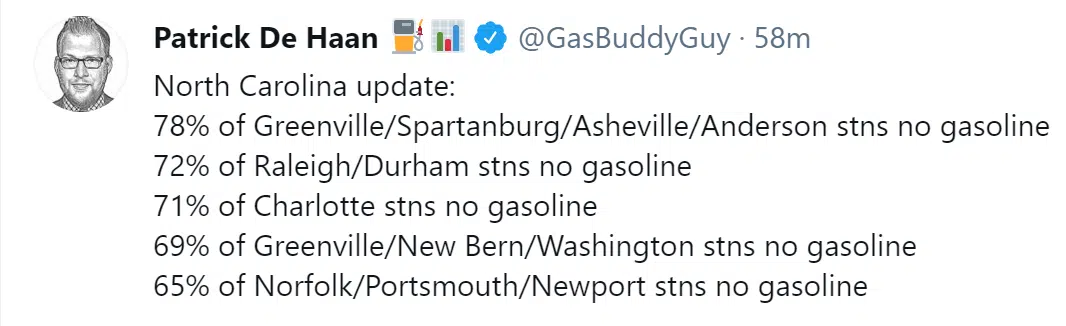 Patrick De Haan ⛽📊 @GasBuddyGuy · 58m
North Carolina update:
78% of Greenville/Spartanburg/Asheville/Anderson stns no gasoline
72% of Raleigh/Durham stns no gasoline
71% of Charlotte stns no gasoline
69% of Greenville/New Bern/Washington stns no gasoline
65% of Norfolk/Portsmouth/Newport stns no gasoline